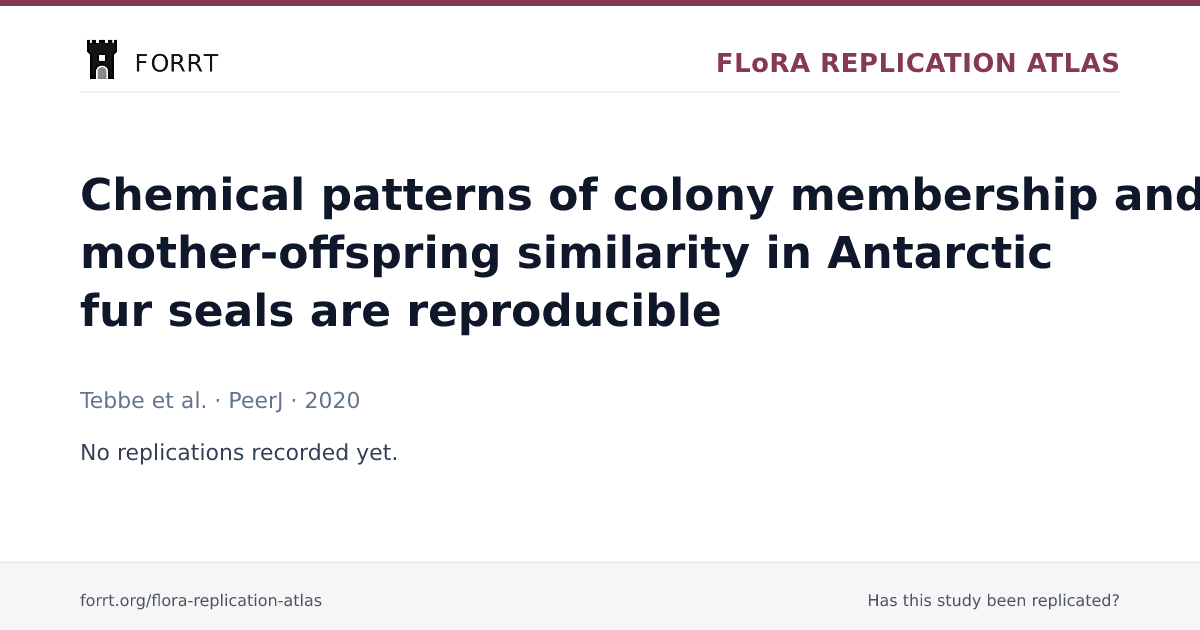 FORRT
FLoRA REPLICATION ATLAS
Chemical patterns of colony membership and
mother-offspring similarity in Antarctic
fur seals are reproducible
Tebbe et al. · PeerJ · 2020
No replications recorded yet.
forrt.org/flora-replication-atlas
Has this study been replicated?